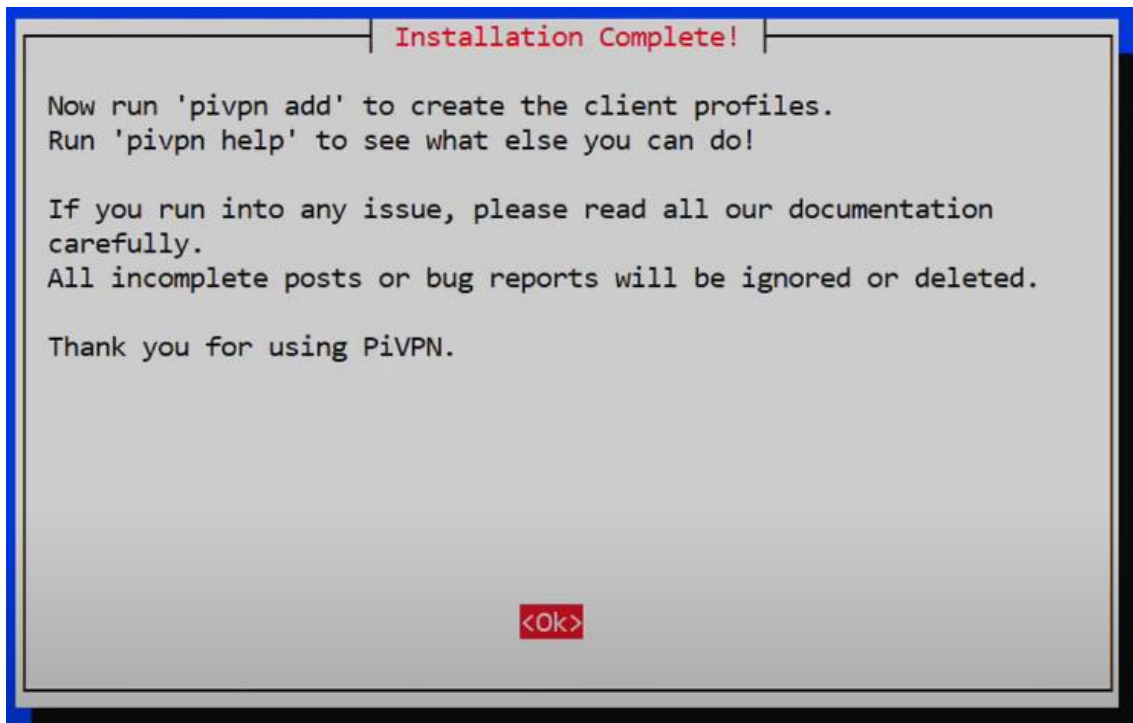 Installation Complete!
Now run 'pivpn add' to create the client profiles.
Run 'pivpn help' to see what else you can do!
If you run into any issue, please read all our documentation
carefully.
All incomplete posts or bug reports will be ignored or deleted.
Thank you for using PiVPN.
<Ok>